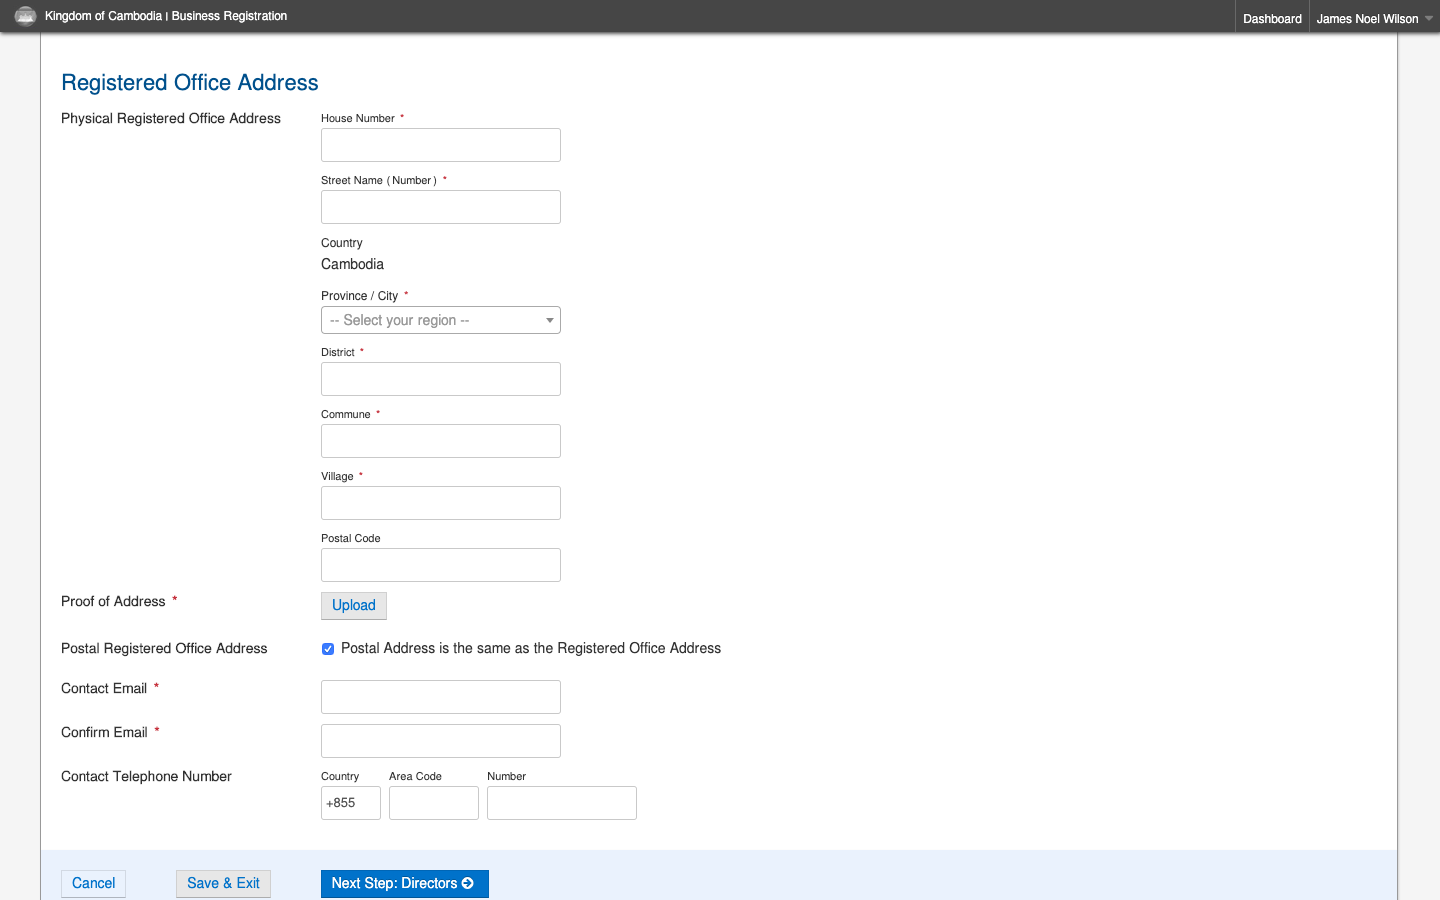 Kingdom of Cambodia | Business Registration
Dashboard
James Noel Wilson
Registered Office Address
Physical Registered Office Address
House Number *
Street Name ( Number ) *
Country
Cambodia
Province / City *
-- Select your region --
District *
Commune *
Village *
Postal Code
Proof of Address *
Upload
Postal Registered Office Address
Postal Address is the same as the Registered Office Address
Contact Email *
Confirm Email *
Contact Telephone Number
Country Area Code Number
+855
Cancel
Save & Exit
Next Step: Directors